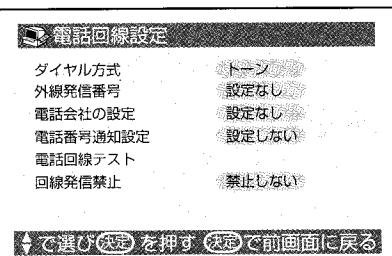 電話回線設定
ダイヤル方式 トーン
外線発信番号 設定なし
電話会社の設定 設定なし
電話番号通知設定 設定しない
電話回線テスト
回線発信禁止 禁止しない
で選び 決定 を押す 決定 で前画面に戻る